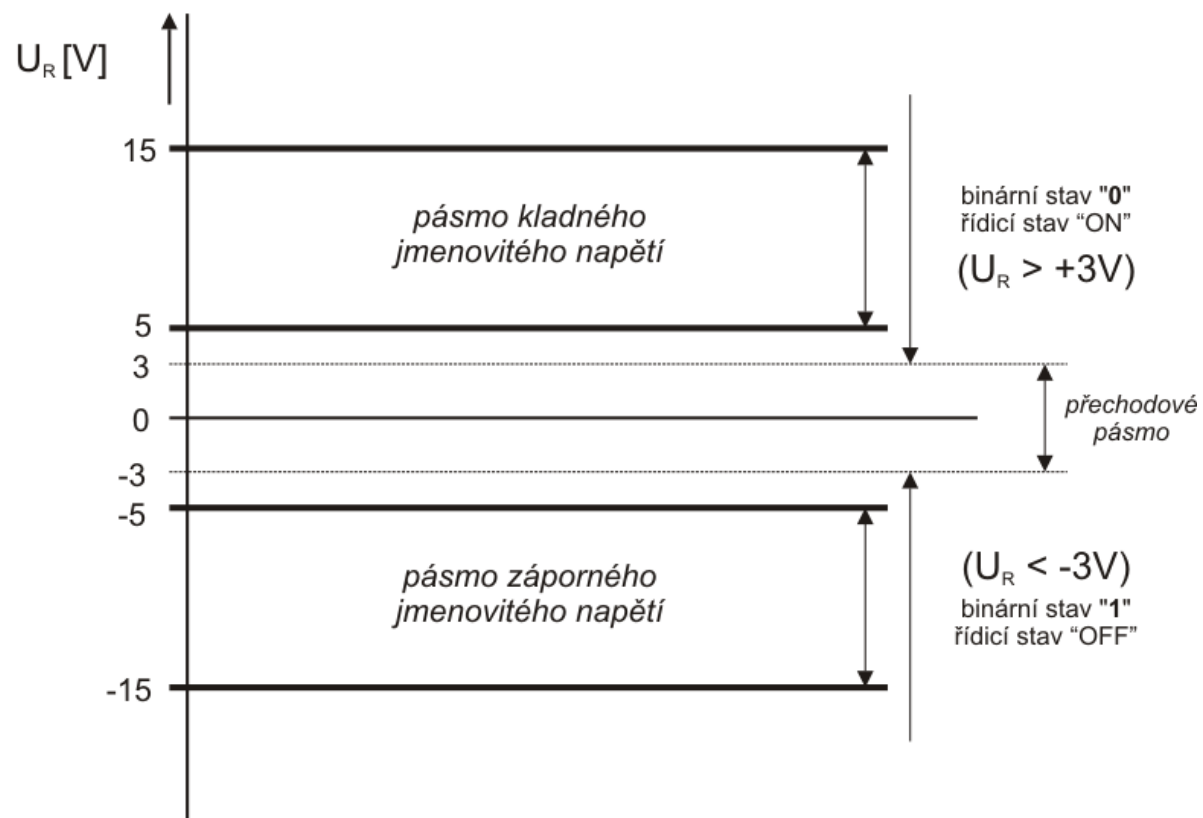 U_R [V]
15
pásmo kladného
jmenovitého napětí
binární stav "0"
řídicí stav “ON”
(U_R > +3V)
5
3
přechodové
pásmo
0
-3
-5
pásmo záporného
jmenovitého napětí
(U_R < -3V)
binární stav "1"
řídicí stav “OFF”
-15